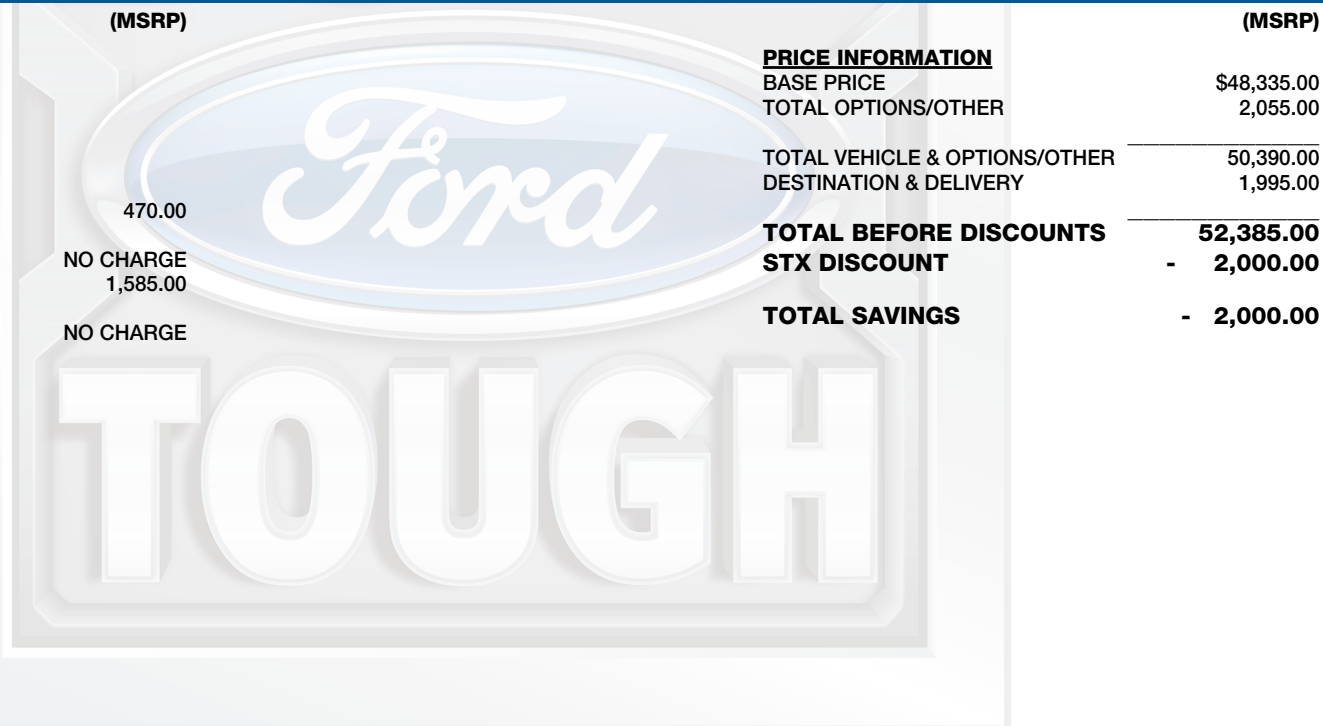 (MSRP)
470.00
NO CHARGE
1,585.00
NO CHARGE
(MSRP)
PRICE INFORMATION
BASE PRICE $48,335.00
TOTAL OPTIONS/OTHER 2,055.00
TOTAL VEHICLE & OPTIONS/OTHER 50,390.00
DESTINATION & DELIVERY 1,995.00
TOTAL BEFORE DISCOUNTS 52,385.00
STX DISCOUNT - 2,000.00
TOTAL SAVINGS - 2,000.00
Ford
TOUGH